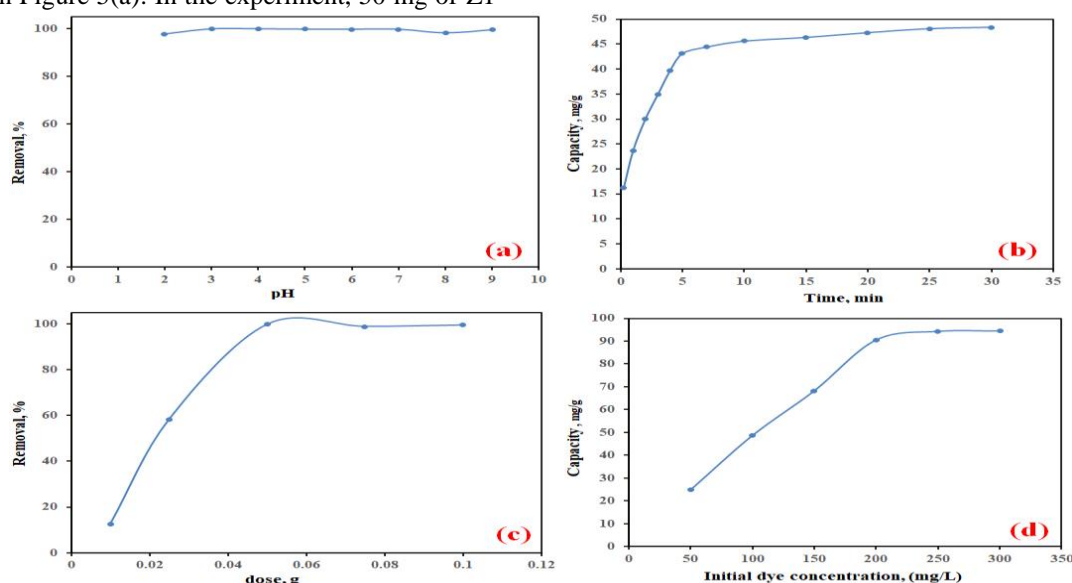 n Figure 3(a). In the experiment, 50 mg of Z1
100
80
60
40
20
0
Removal, %
0 1 2 3 4 5 6 7 8 9 10
pH
(a)
50
45
40
35
30
25
20
15
10
5
0
Capacity, mg/g
0 5 10 15 20 25 30 35
Time, min
(b)
100
80
60
40
20
0
Removal, %
0 0.02 0.04 0.06 0.08 0.1 0.12
dose, g
(c)
100
90
80
70
60
50
40
30
20
10
0
Capacity, mg/g
0 50 100 150 200 250 300 350
Initial dye concentration, (mg/L)
(d)